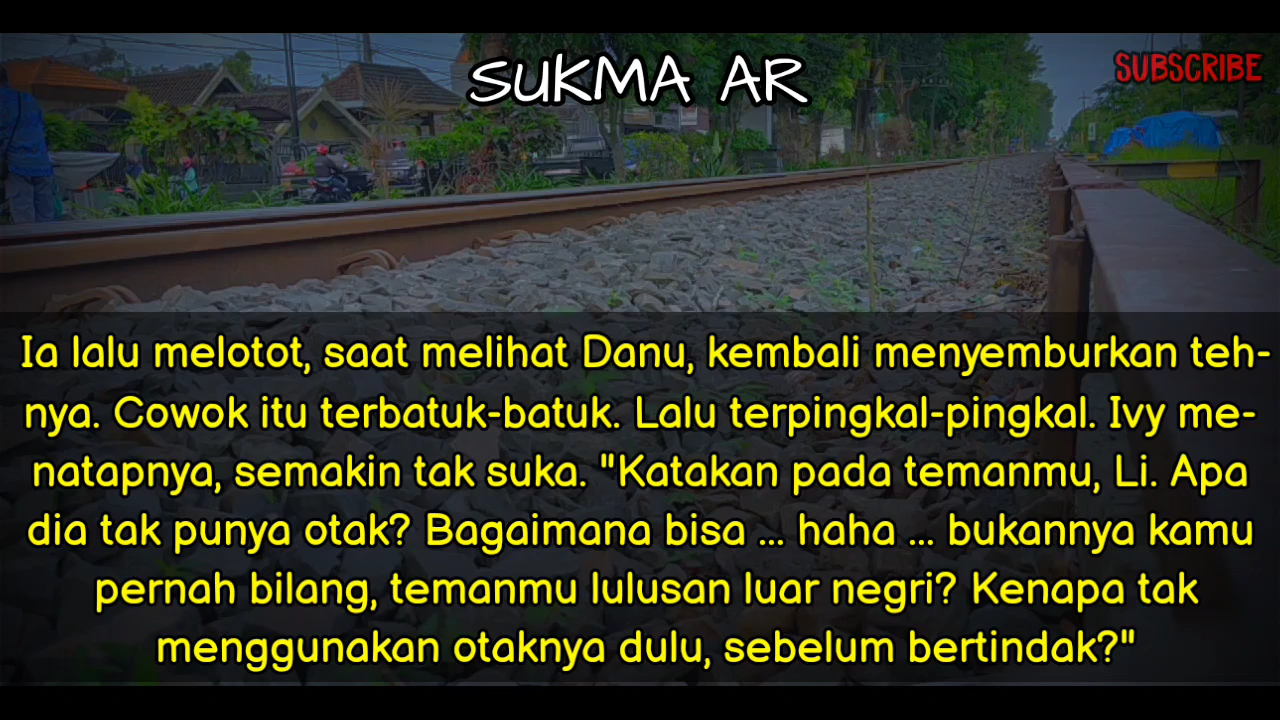 SUKMA AR
SUBSCRIBE
Ia lalu melotot, saat melihat Danu, kembali menyemburkan teh-
nya. Cowok itu terbatuk-batuk. Lalu terpingkal-pingkal. Ivy me-
natapnya, semakin tak suka. "Katakan pada temanmu, Li. Apa
dia tak punya otak? Bagaimana bisa ... haha ... bukannya kamu
pernah bilang, temanmu lulusan luar negri? Kenapa tak
menggunakan otaknya dulu, sebelum bertindak?"